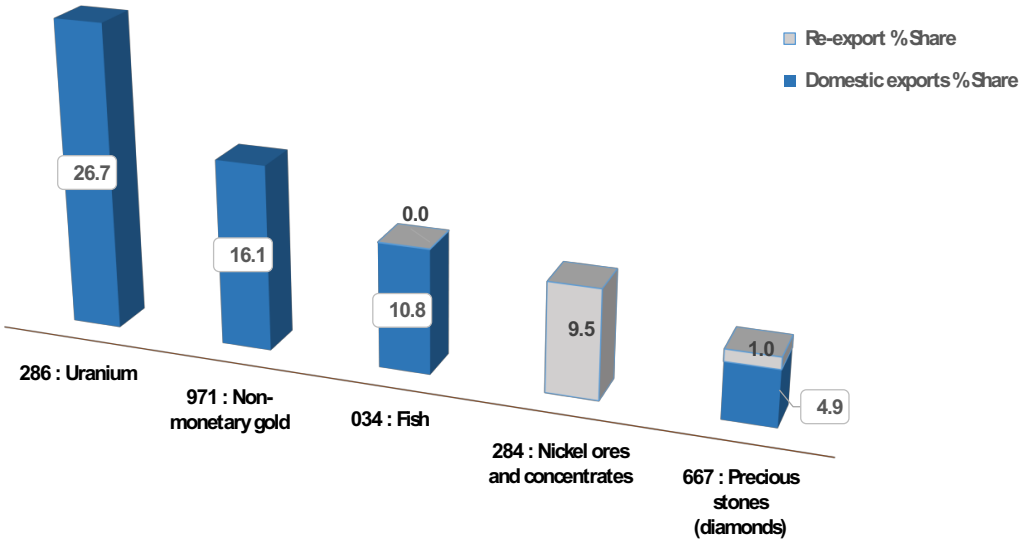 Re-export % Share
Domestic exports % Share
26.7
16.1
0.0
10.8
9.5
1.0
4.9
286 : Uranium
971 : Non-
monetary gold
034 : Fish
284 : Nickel ores
and concentrates
667 : Precious
stones
(diamonds)